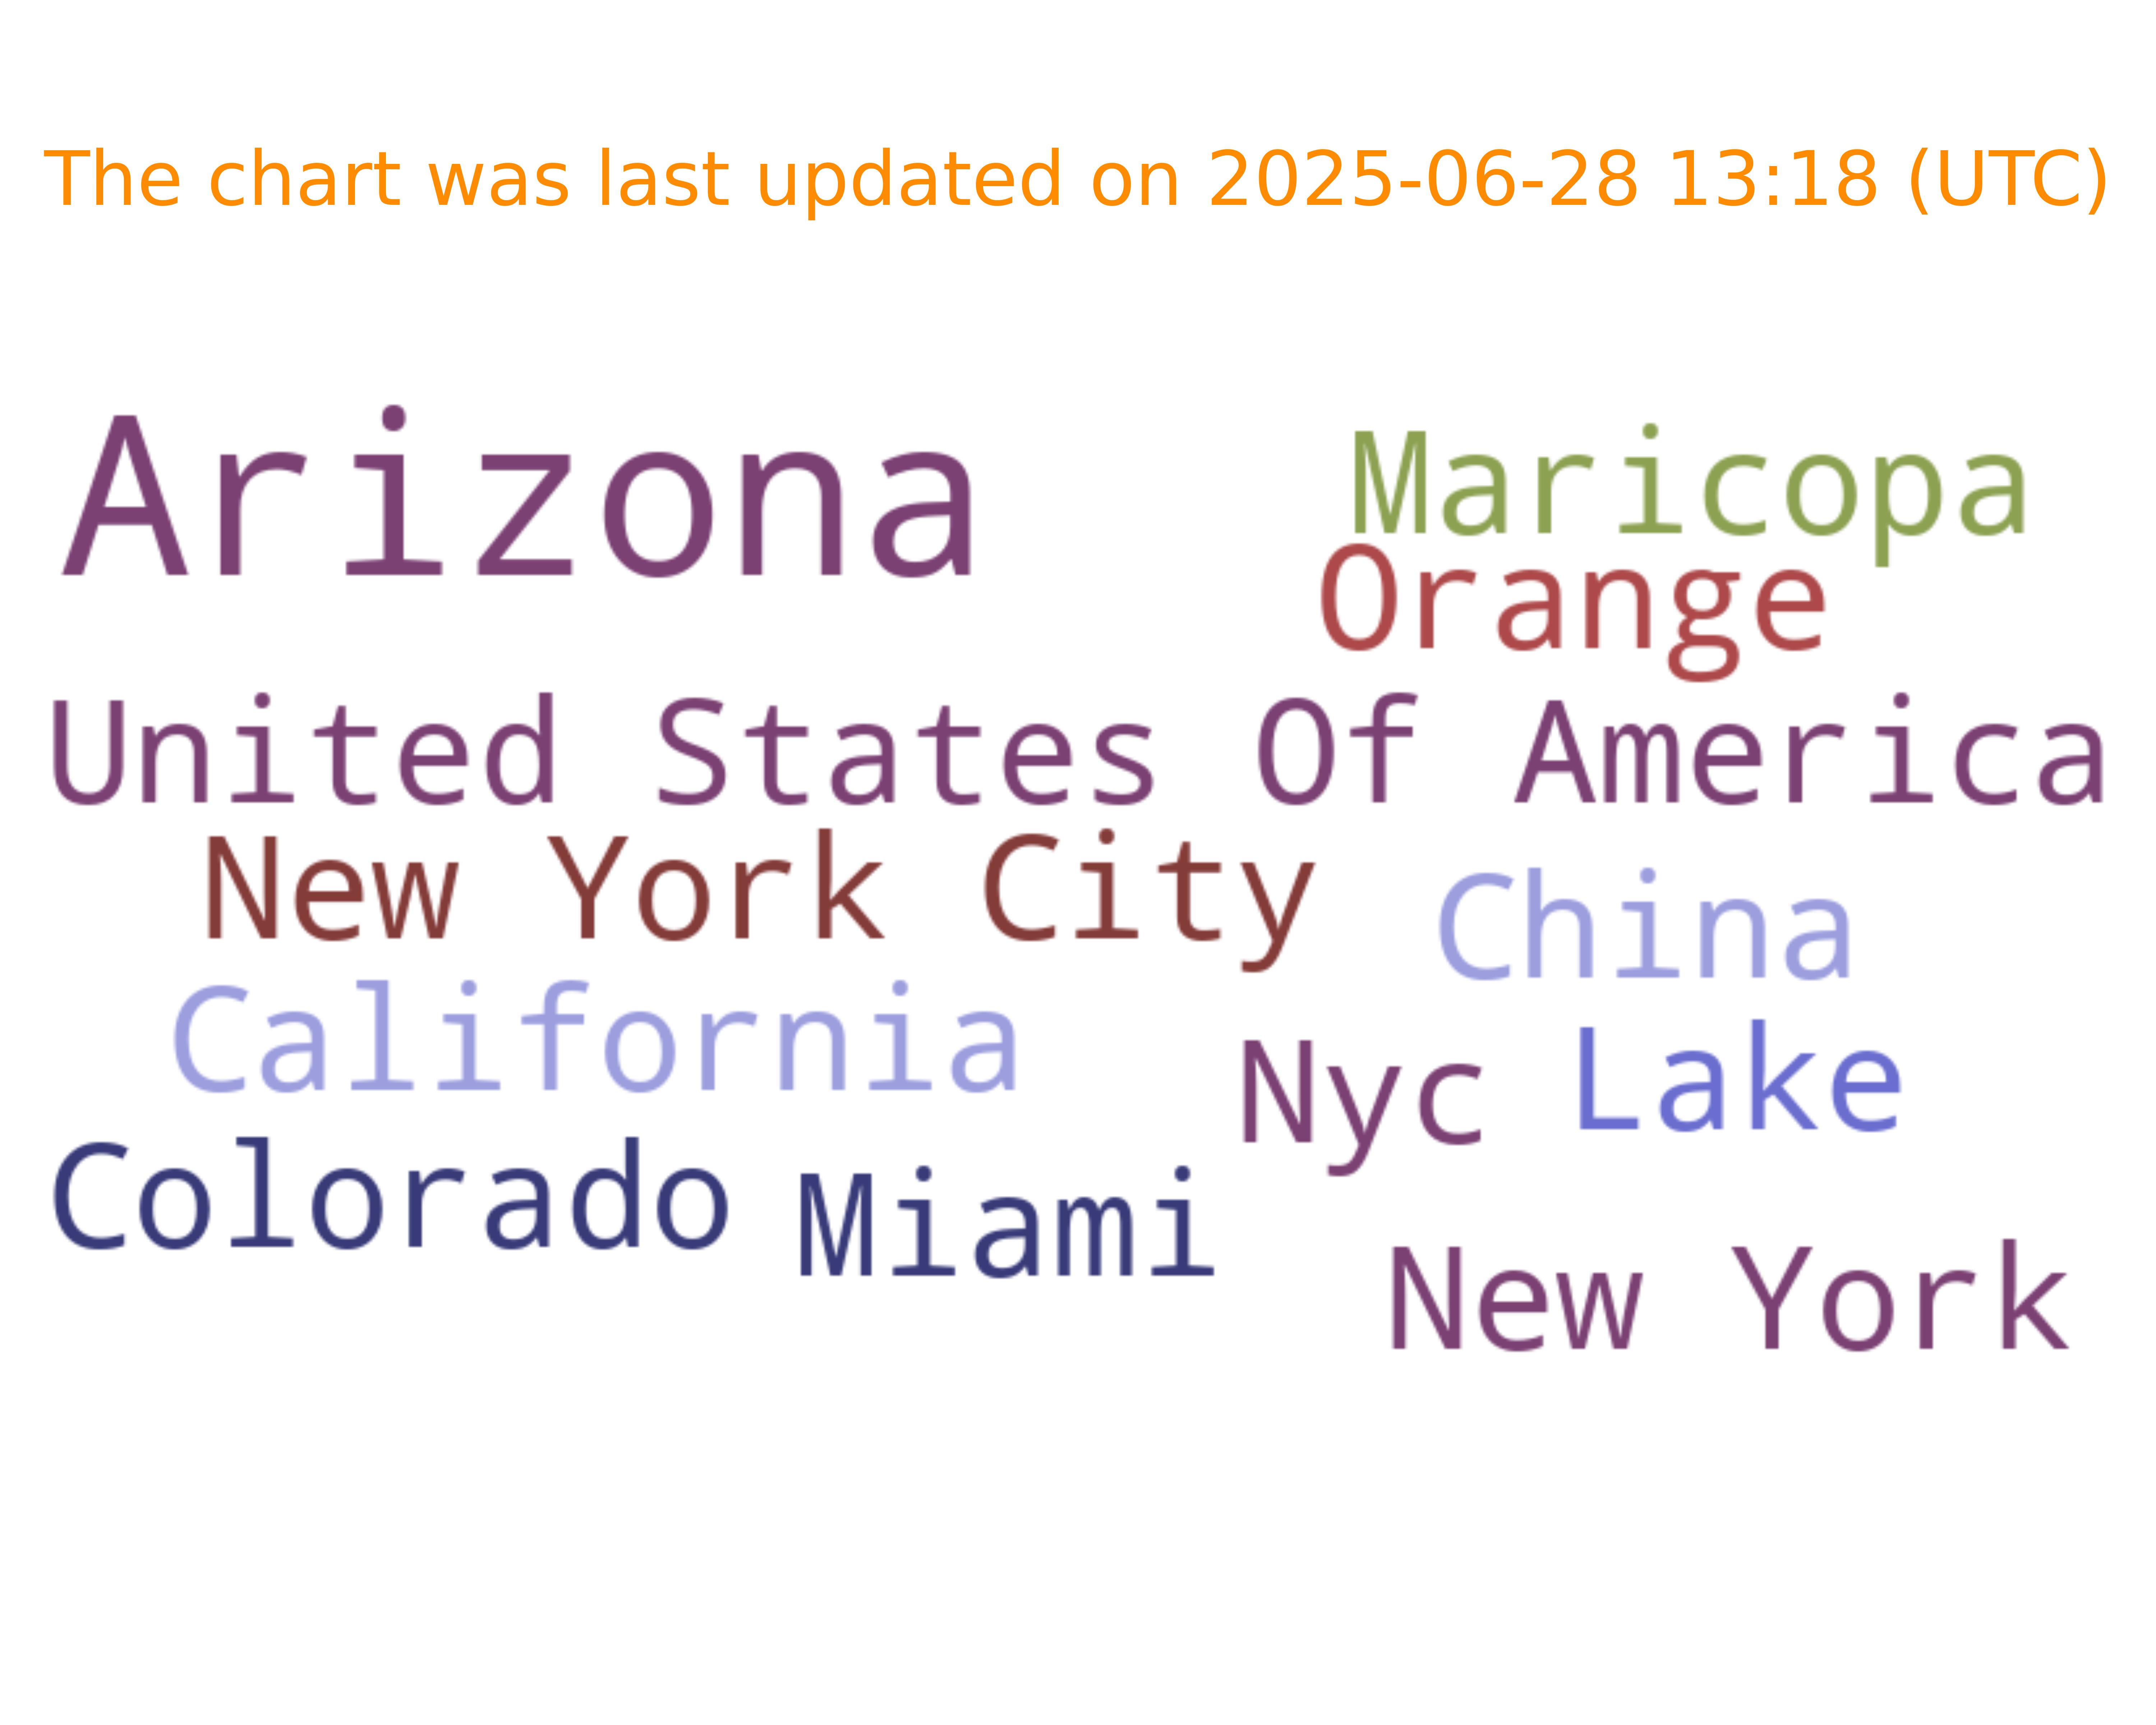 The chart was last updated on 2025-06-28 13:18 (UTC)
Arizona
Maricopa
Orange
United States Of America
New York City
China
California
Nyc
Lake
Colorado
Miami
New York